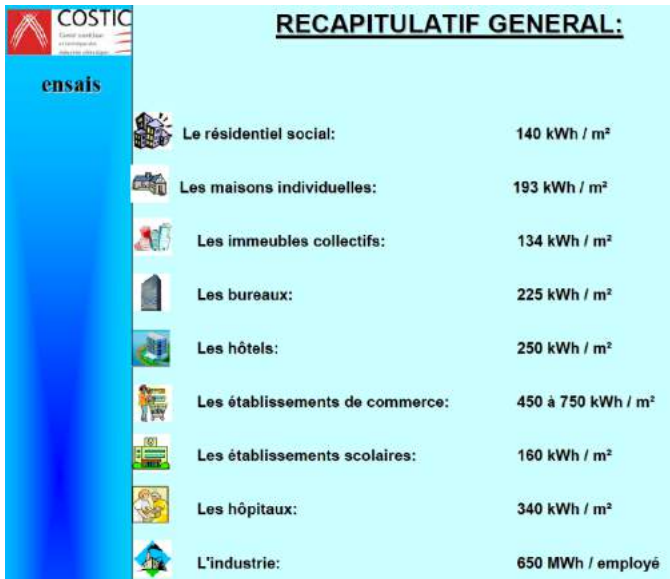 COSTIC
ensais
RECAPITULATIF GENERAL:
Le résidentiel social: 140 kWh / m²
Les maisons individuelles: 193 kWh / m²
Les immeubles collectifs: 134 kWh / m²
Les bureaux: 225 kWh / m²
Les hôtels: 250 kWh / m²
Les établissements de commerce: 450 à 750 kWh / m²
Les établissements scolaires: 160 kWh / m²
Les hôpitaux: 340 kWh / m²
L'industrie: 650 MWh / employé